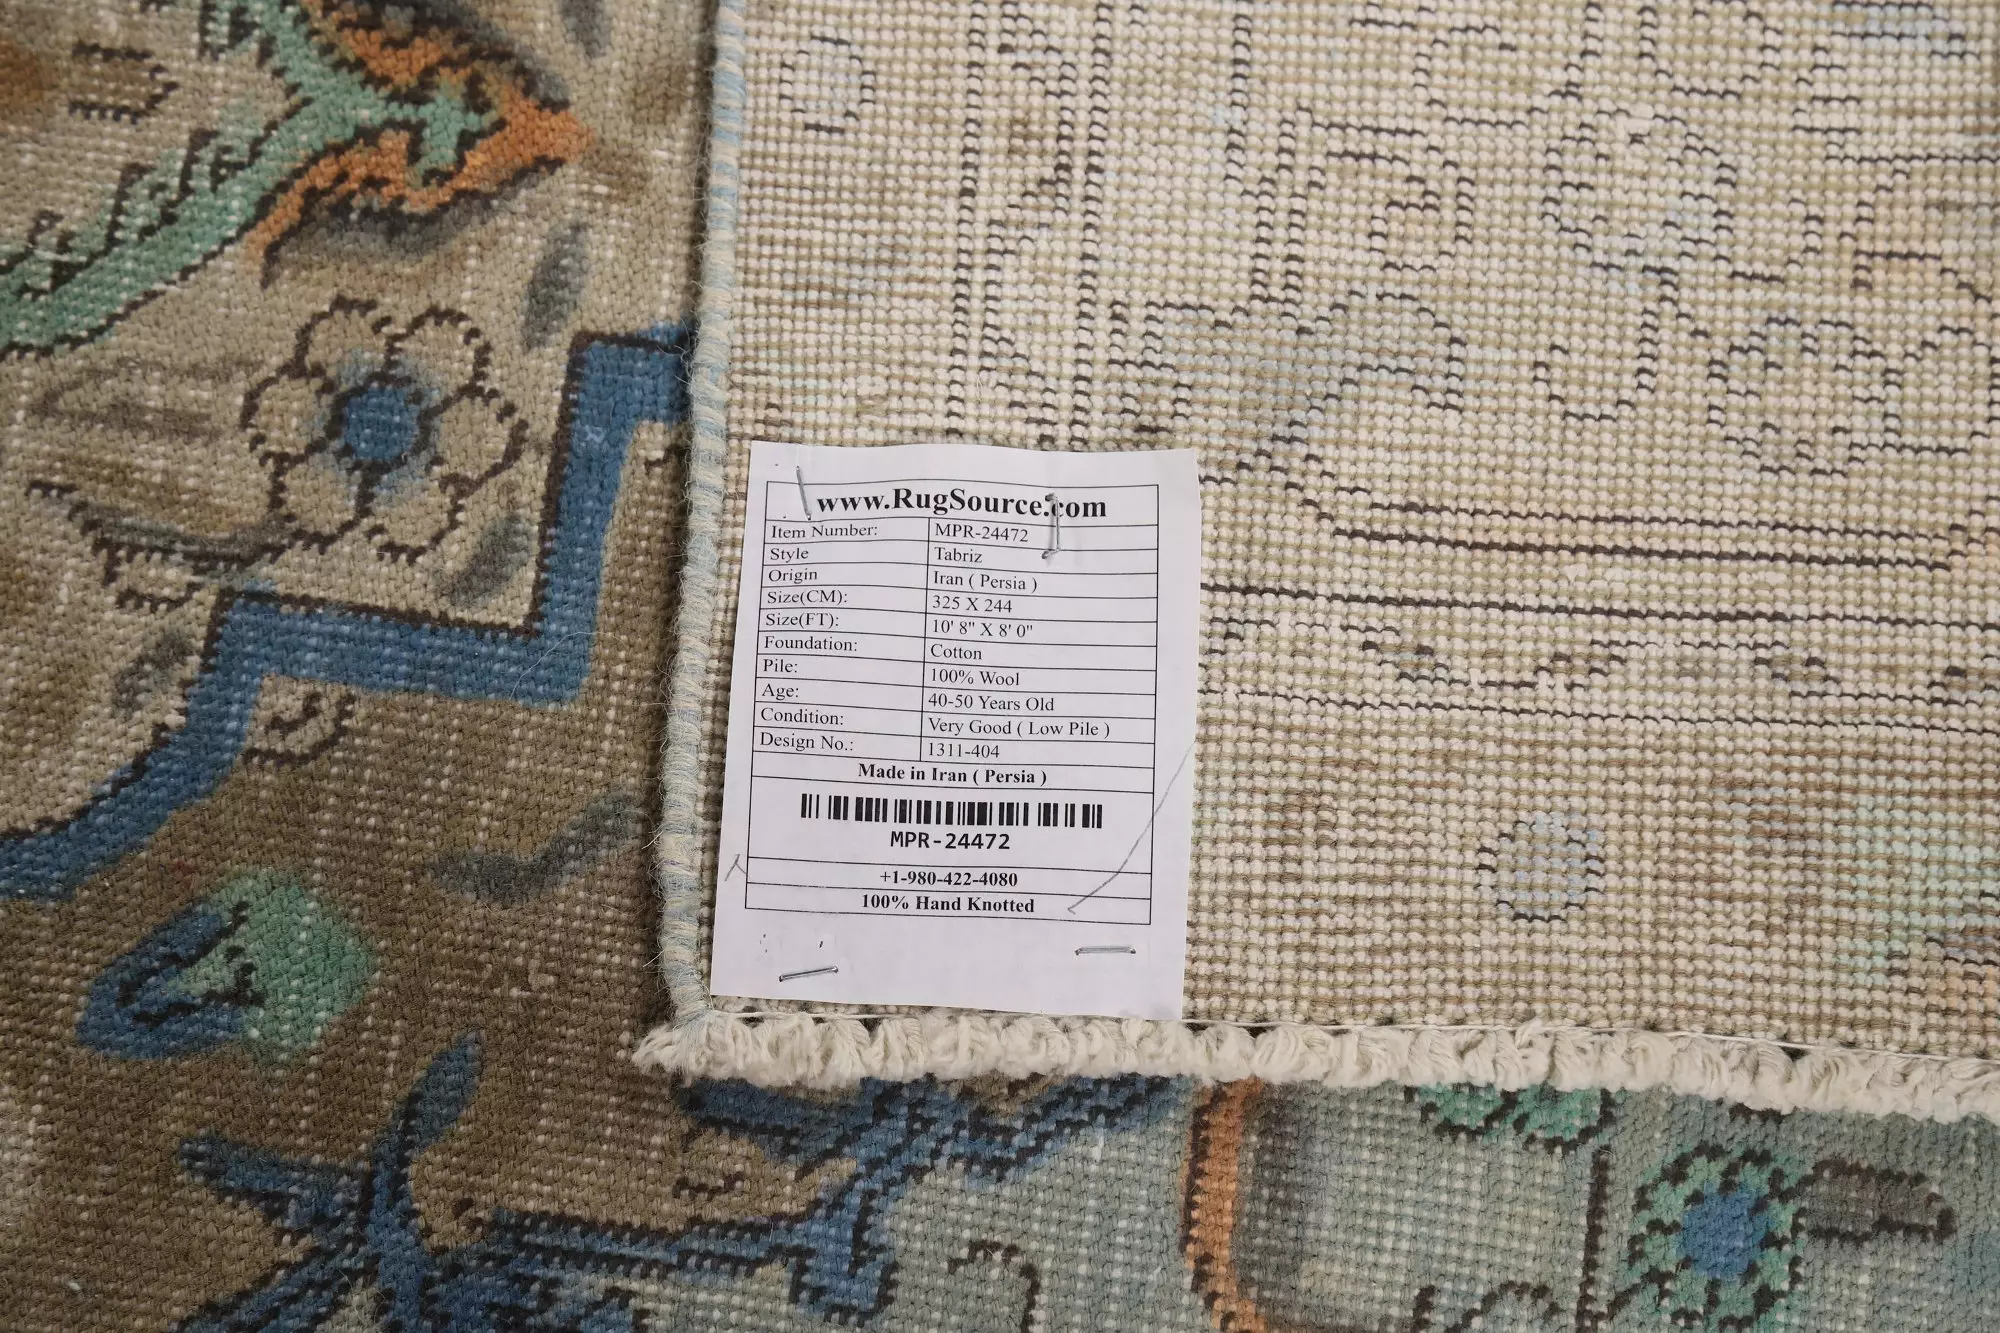 www.RugSource.com
Item Number: MPR-24472
Style Tabriz
Origin Iran ( Persia )
Size(CM): 325 X 244
Size(FT): 10' 8" X 8' 0"
Foundation: Cotton
Pile: 100% Wool
Age: 40-50 Years Old
Condition: Very Good ( Low Pile )
Design No.: 1311-404
Made in Iran ( Persia )
MPR-24472
+1-980-422-4080
100% Hand Knotted